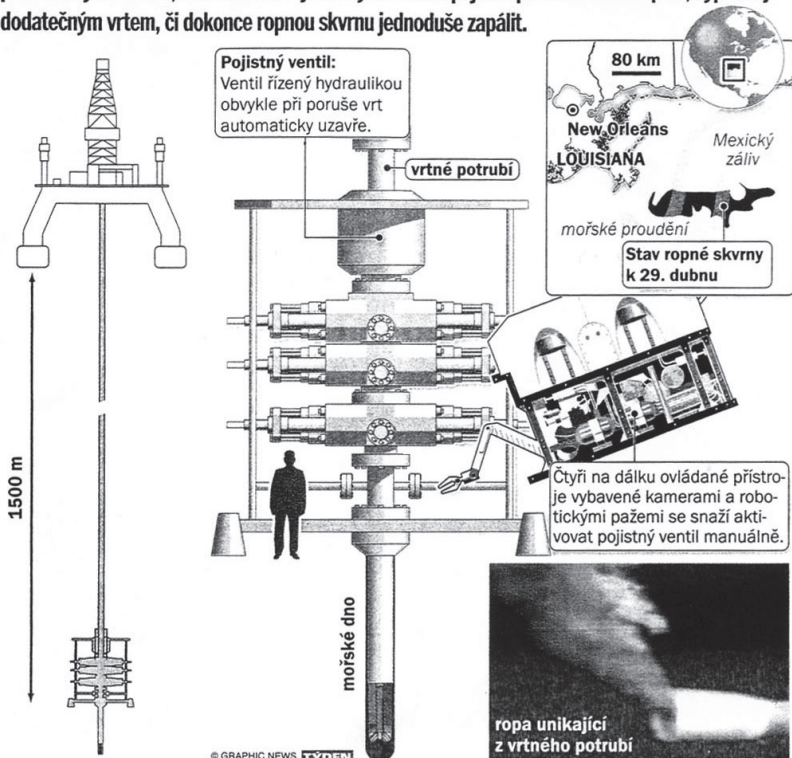 dodatečným vrtem, či dokonce ropnou skvrnu jednoduše zapálit.
Pojistný ventil:
Ventil řízený hydraulikou
obvykle při poruše vrt
automaticky uzavře.
vrtné potrubí
80 km
New Orleans
LOUISIANA
Mexický
záliv
mořské proudění
Stav ropné skvrny
k 29. dubnu
1500 m
Čtyři na dálku ovládané přístro-
je vybavené kamerami a robo-
tickými pažemi se snaží akti-
vovat pojistný ventil manuálně.
mořské dno
ropa unikající
z vrtného potrubí
© GRAPHIC NEWS TÝDEN